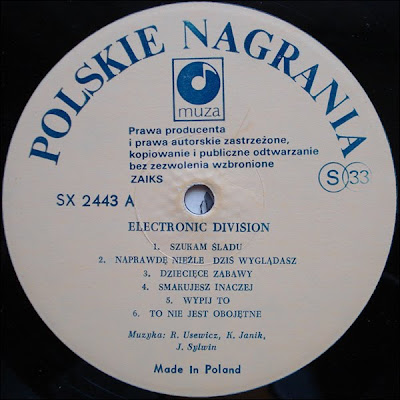 POLSKIE NAGRANIA
muza
Prawa producenta
i prawa autorskie zastrzeżone,
kopiowanie i publiczne odtwarzanie
bez zezwolenia wzbronione
ZAIKS
S 33
SX 2443 A
ELECTRONIC DIVISION
1. SZUKAM ŚLADU
2. NAPRAWDĘ NIEŹLE DZIŚ WYGLĄDASZ
3. DZIECIĘCE ZABAWY
4. SMAKUJESZ INACZEJ
5. WYPIJ TO
6. TO NIE JEST OBOJĘTNE
Muzyka: R. Usewicz, K. Janik,
J. Sylwin
Made In Poland